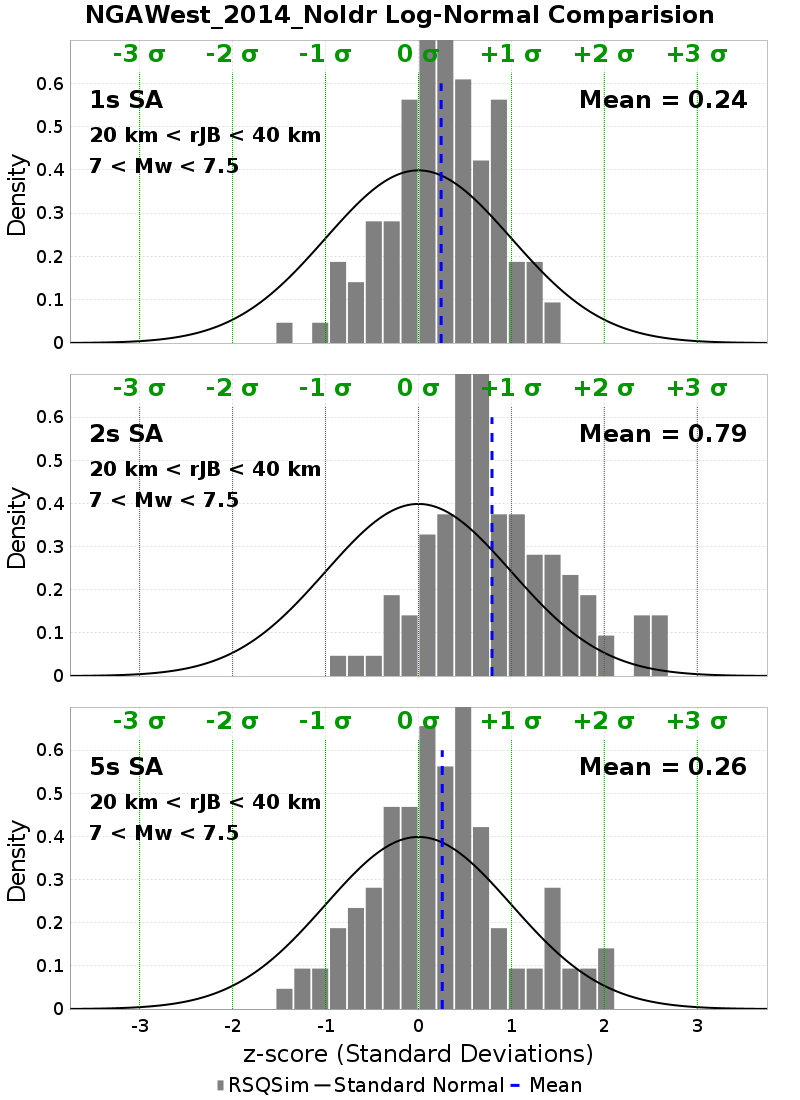 NGAWest_2014_NoIdr Log-Normal Comparision
-3 σ -2 σ -1 σ 0 σ +1 σ +2 σ +3 σ
1s SA Mean = 0.24
20 km < rJB < 40 km
7 < Mw < 7.5
Density
0.6
0.5
0.4
0.3
0.2
0.1
0
-3 σ -2 σ -1 σ 0 σ +1 σ +2 σ +3 σ
2s SA Mean = 0.79
20 km < rJB < 40 km
7 < Mw < 7.5
Density
0.6
0.5
0.4
0.3
0.2
0.1
0
-3 σ -2 σ -1 σ 0 σ +1 σ +2 σ +3 σ
5s SA Mean = 0.26
20 km < rJB < 40 km
7 < Mw < 7.5
Density
0.6
0.5
0.4
0.3
0.2
0.1
0
-3 -2 -1 0 1 2 3
z-score (Standard Deviations)
RSQSim Standard Normal Mean